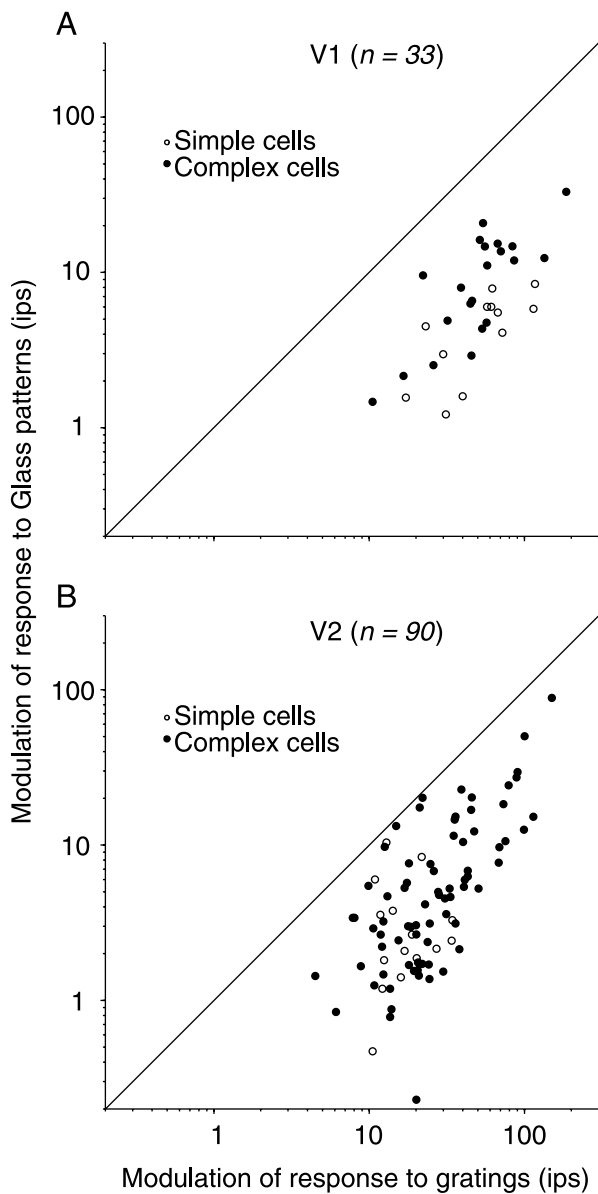 A
V1 (n = 33)
100
Simple cells
Complex cells
10
1
Modulation of response to Glass patterns (ips)
B
V2 (n = 90)
100
Simple cells
Complex cells
10
1
1 10 100
Modulation of response to gratings (ips)